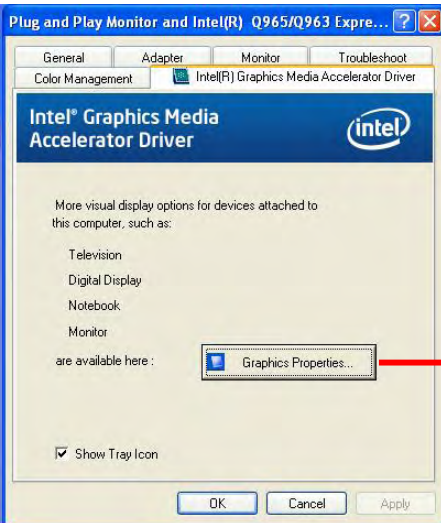 Plug and Play Monitor and Intel(R) Q965/Q963 Expre...
General Adapter Monitor Troubleshoot
Color Management Intel(R) Graphics Media Accelerator Driver
Intel® Graphics Media
Accelerator Driver
intel
More visual display options for devices attached to
this computer, such as:
Television
Digital Display
Notebook
Monitor
are available here : Graphics Properties...
Show Tray Icon
OK Cancel Apply